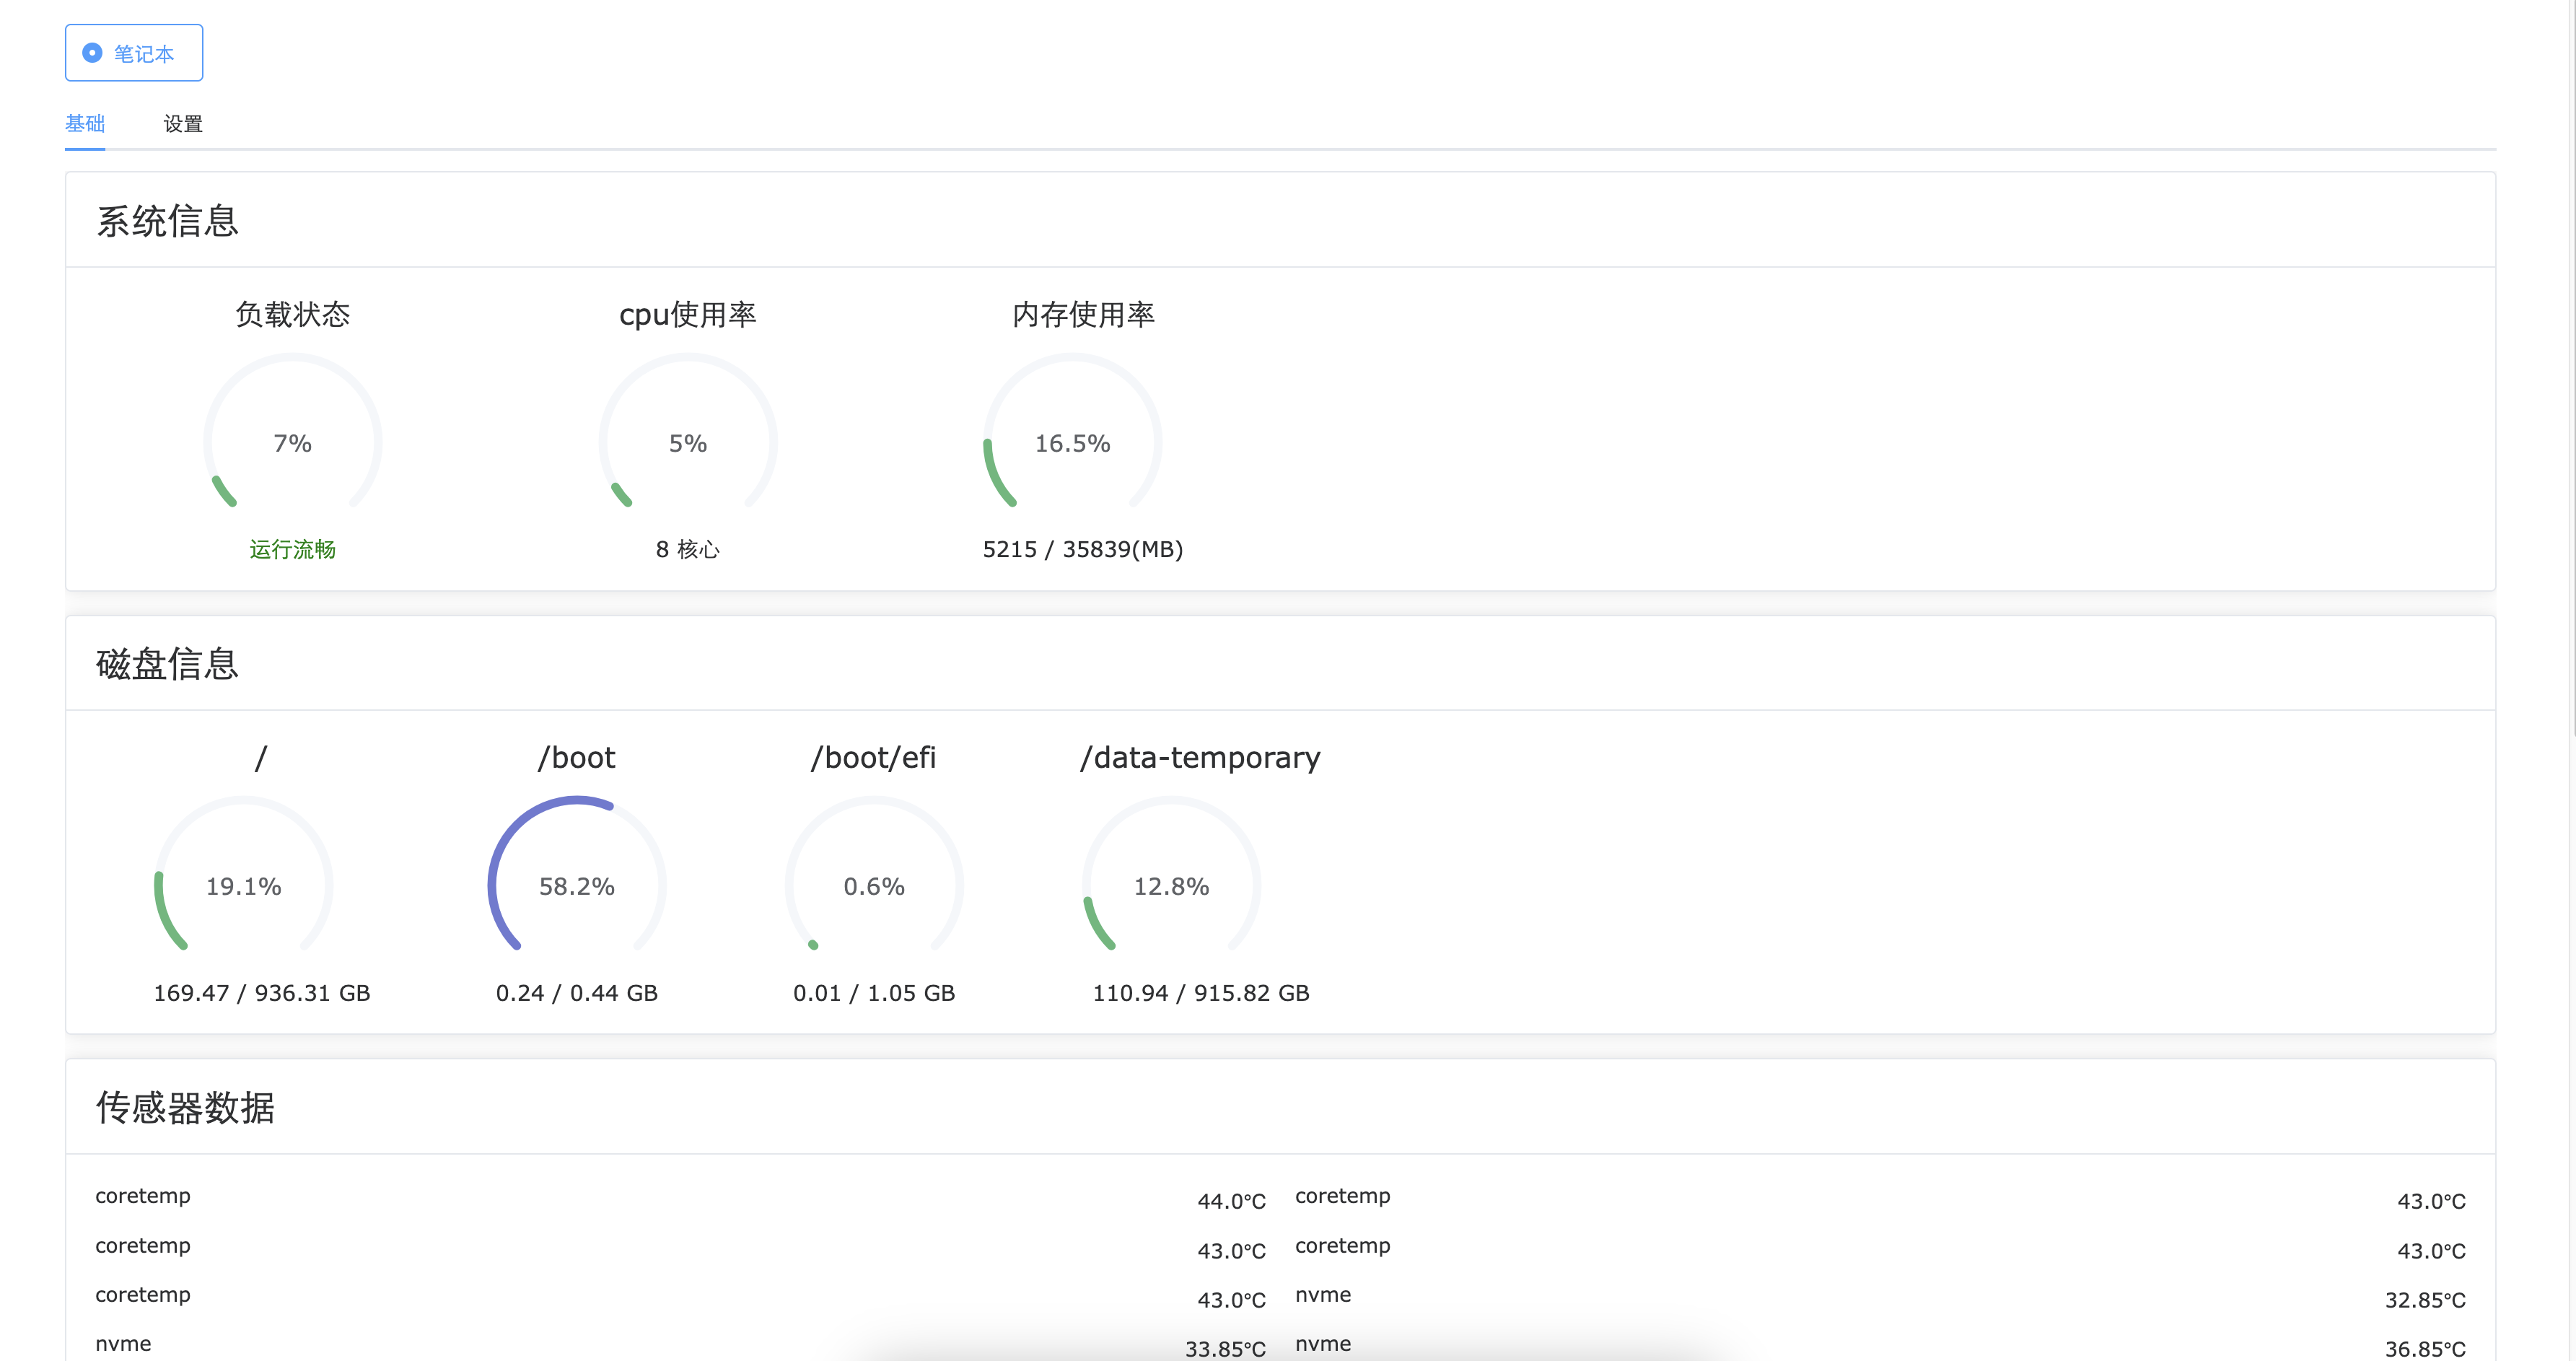 笔记本
基础 设置
系统信息
负载状态 cpu使用率 内存使用率
7% 5% 16.5%
运行流畅 8 核心 5215 / 35839(MB)
磁盘信息
/ /boot /boot/efi /data-temporary
19.1% 58.2% 0.6% 12.8%
169.47 / 936.31 GB 0.24 / 0.44 GB 0.01 / 1.05 GB 110.94 / 915.82 GB
传感器数据
coretemp 44.0℃ coretemp 43.0℃
coretemp 43.0℃ coretemp 43.0℃
coretemp 43.0℃ nvme 32.85℃
nvme 33.85℃ nvme 36.85℃